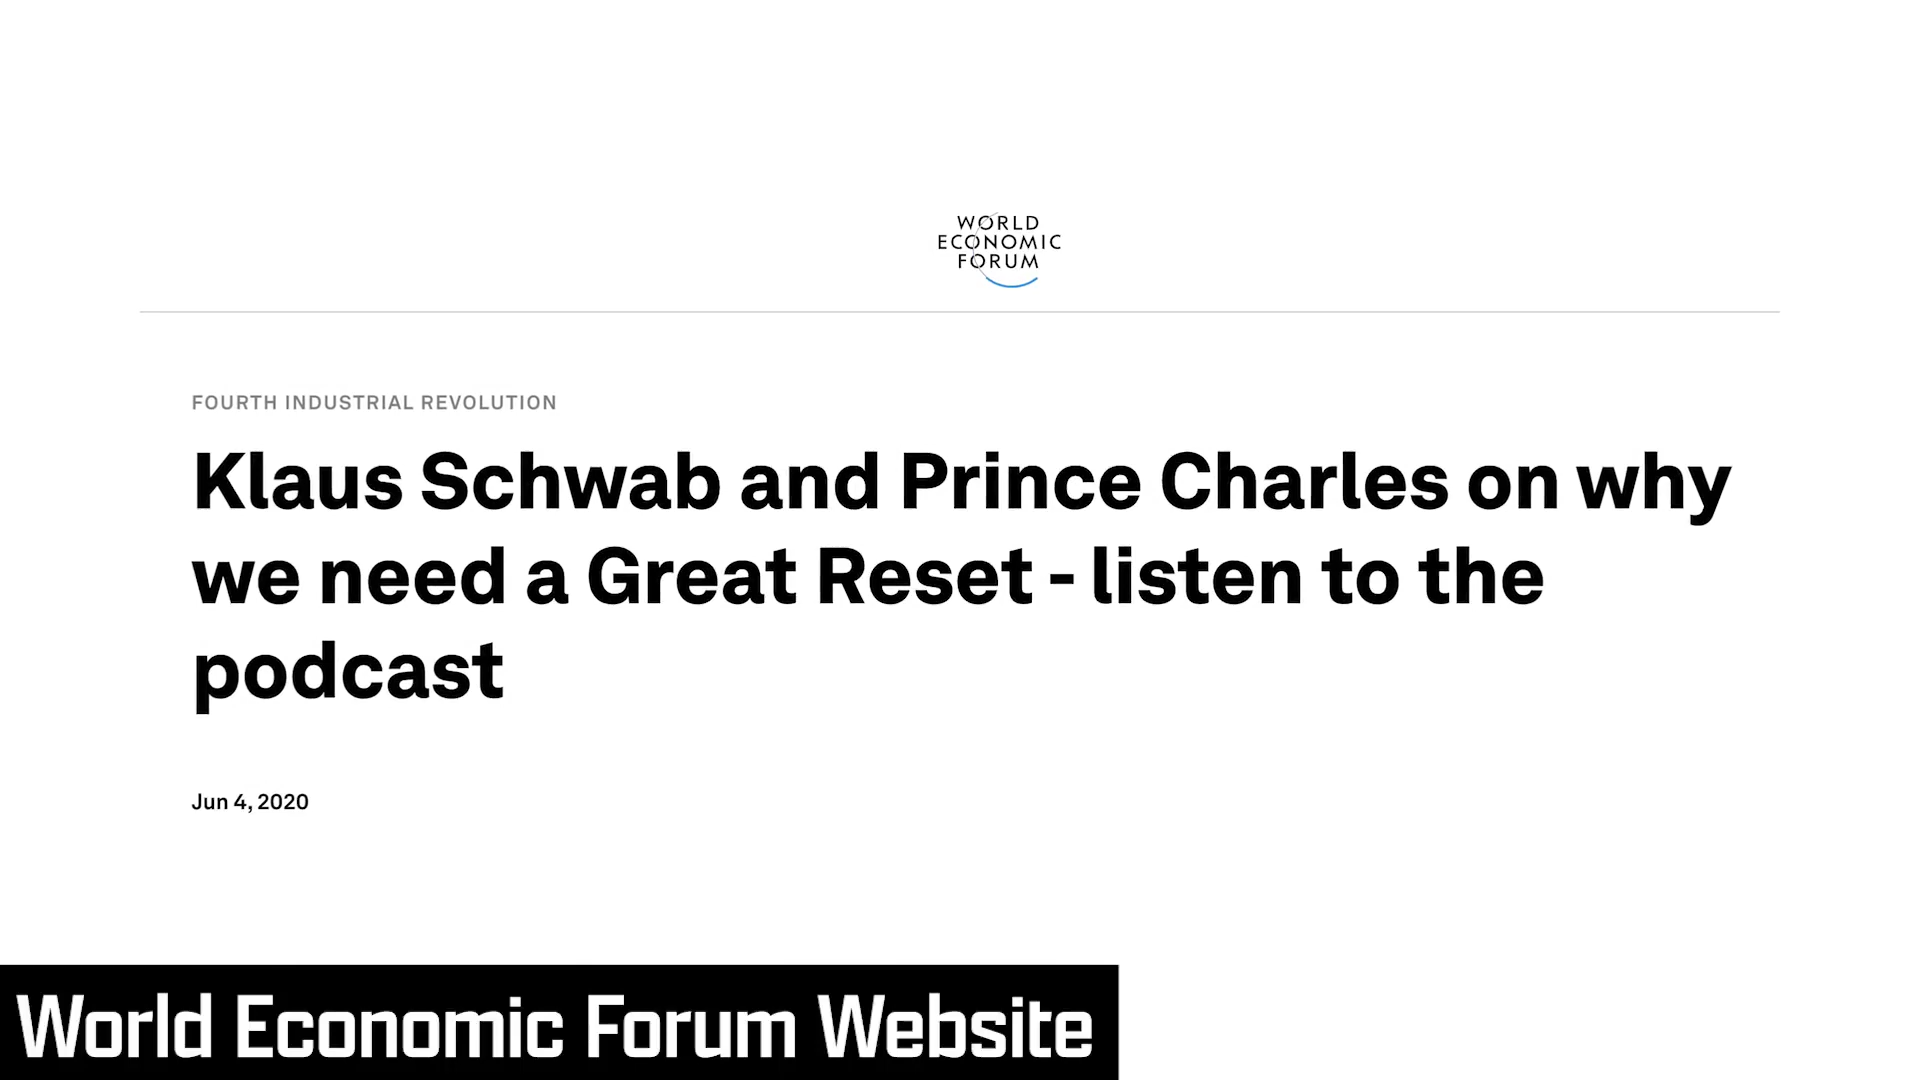 WORLD
ECONOMIC
FORUM
FOURTH INDUSTRIAL REVOLUTION
Klaus Schwab and Prince Charles on why
we need a Great Reset - listen to the
podcast
Jun 4, 2020
World Economic Forum Website